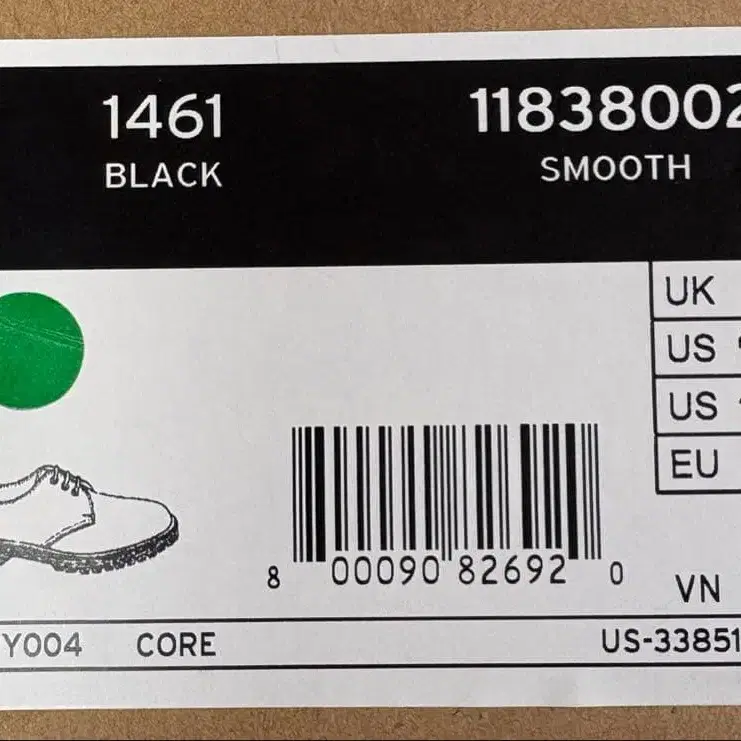 1461
11838002
BLACK
SMOOTH
UK
US
US
EU
8 00090 82692 0
VN
Y004 CORE US-33851